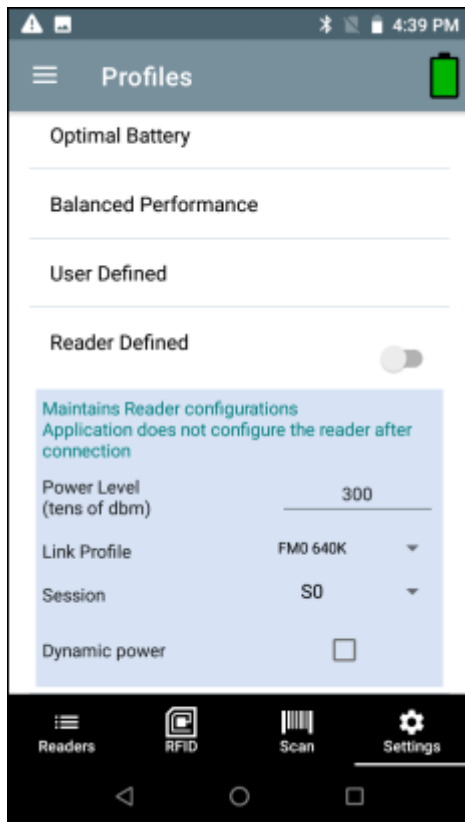 4:39 PM
Profiles
Optimal Battery
Balanced Performance
User Defined
Reader Defined
Maintains Reader configurations
Application does not configure the reader after
connection
Power Level
(tens of dbm)
300
Link Profile
FM0 640K
Session
S0
Dynamic power
Readers
RFID
Scan
Settings